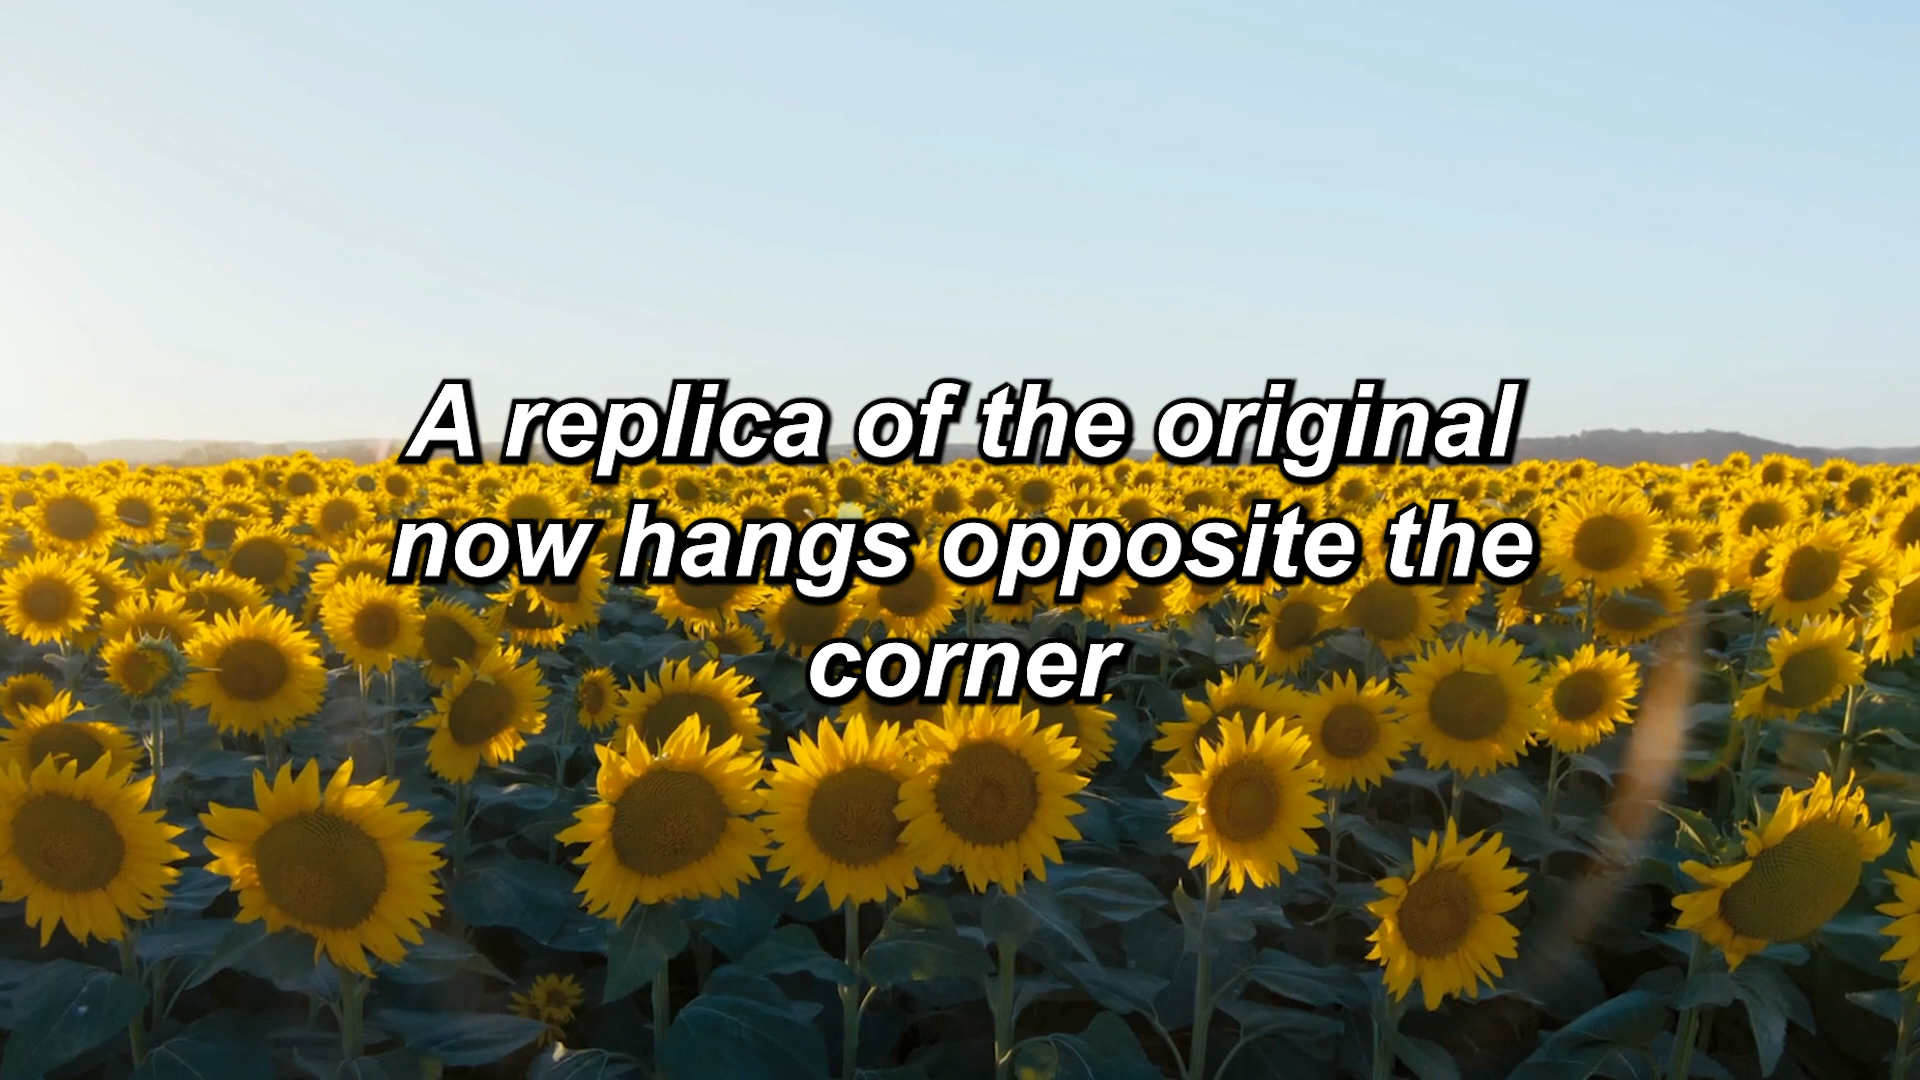 A replica of the original
now hangs opposite the
corner